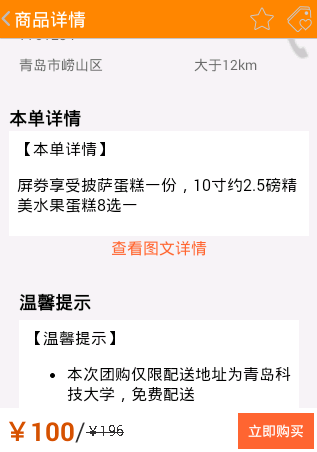 商品详情
青岛市崂山区 大于12km
本单详情
【本单详情】
屏券享受披萨蛋糕一份，10寸约2.5磅精
美水果蛋糕8选一
查看图文详情
温馨提示
【温馨提示】
• 本次团购仅限配送地址为青岛科
技大学，免费配送
￥100/￥196
立即购买